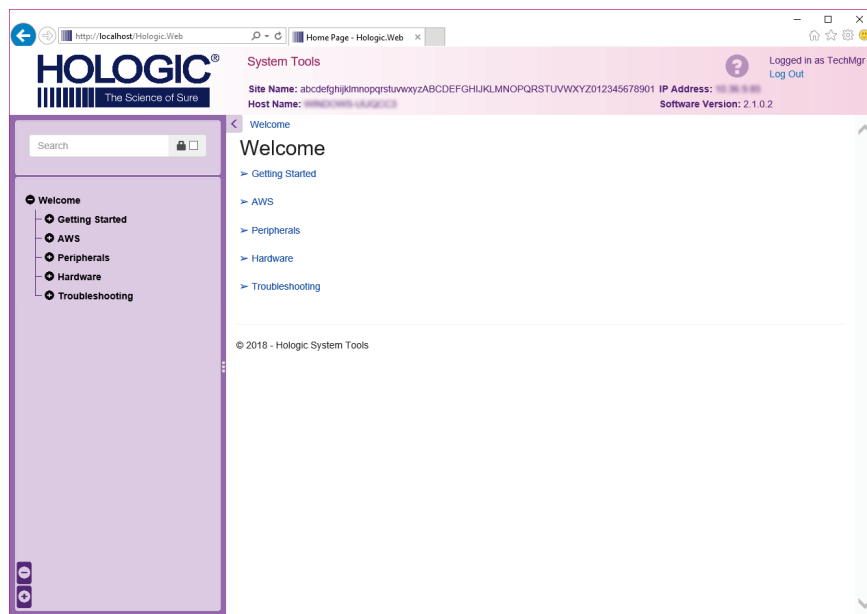 http://localhost/Hologic.Web
Home Page - Hologic.Web
HOLOGIC®
The Science of Sure
System Tools
Logged in as TechMgr
Log Out
Site Name: abcdefghijklmnopqrstuvwxyzABCDEFGHIJKLMNOPQRSTUVWXYZ012345678901 IP Address:
Host Name: Software Version: 2.1.0.2
Search
Welcome
Getting Started
AWS
Peripherals
Hardware
Troubleshooting
Welcome
Welcome
➢ Getting Started
➢ AWS
➢ Peripherals
➢ Hardware
➢ Troubleshooting
© 2018 - Hologic System Tools